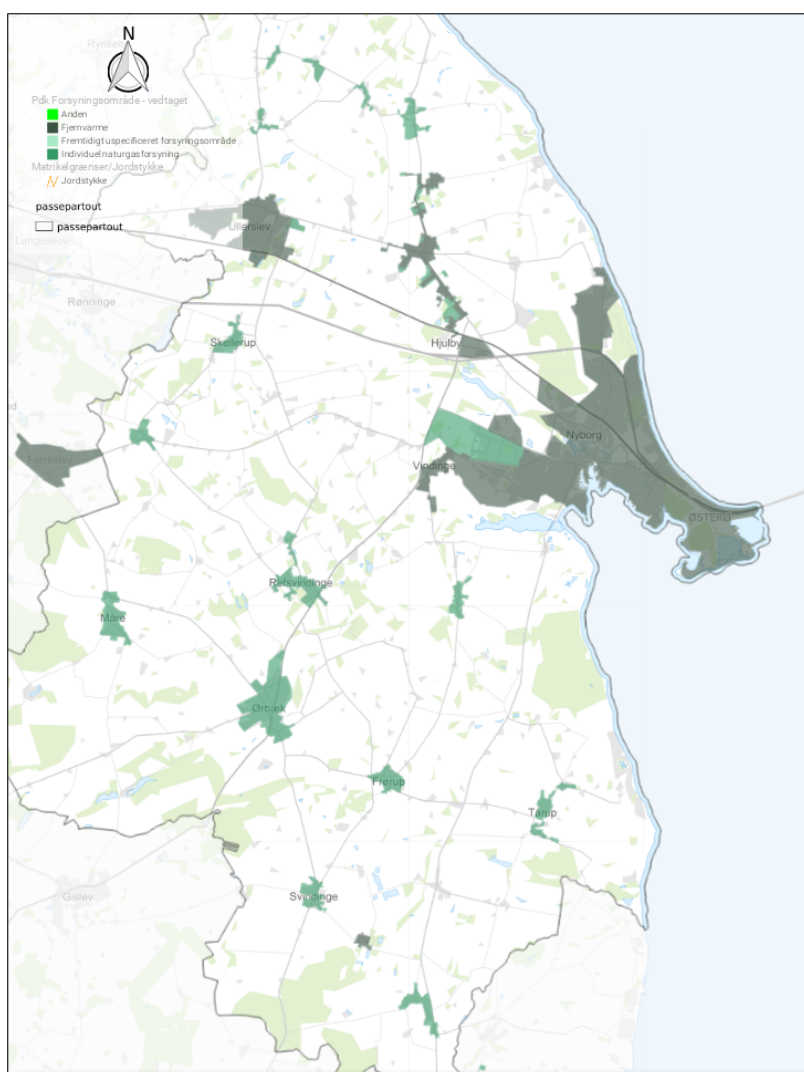 N
Pdk Forsyningsområde - vedtaget
Anden
Fjernvarme
Fremtidigt uspecificeret forsyningsområde
Individuel naturgasforsyning
Matrikelgrænser/Jordstykke
Jordstykke
passepartout
passepartout
Ullerslev
Langeskov
Rønninge
Skellerup
Hjulby
Nyborg
Vindinge
ØSTERØ
Refsvindinge
Måre
Ørbæk
Frørup
Tårup
Gislev
Svindinge